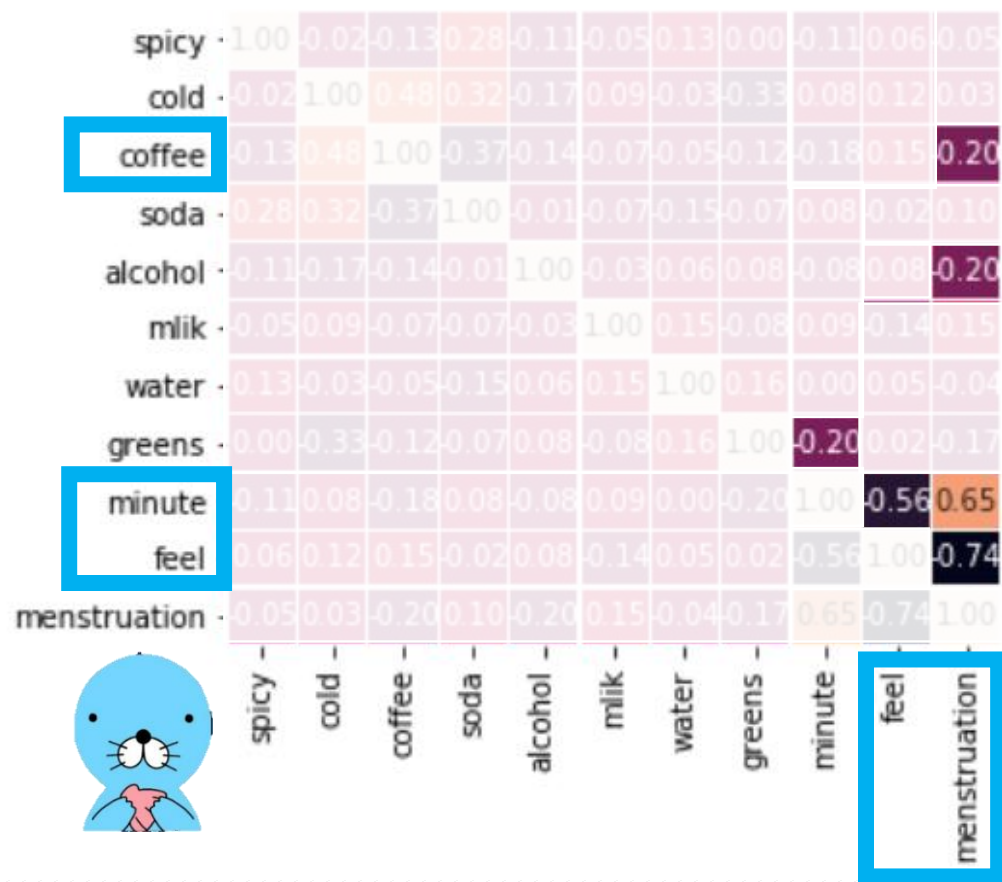 spicy 1.00 -0.02 -0.13 0.28 -0.11 -0.05 0.13 0.00 -0.11 0.06 -0.05
cold -0.02 1.00 0.48 0.32 -0.17 0.09 -0.03 -0.33 0.08 0.12 0.03
coffee -0.13 0.48 1.00 -0.37 -0.14 -0.07 -0.05 -0.12 -0.18 0.15 -0.20
soda 0.28 0.32 -0.37 1.00 -0.01 -0.07 -0.15 -0.07 0.08 -0.02 0.10
alcohol -0.11 -0.17 -0.14 -0.01 1.00 -0.03 0.06 0.08 -0.08 0.08 -0.20
mlik -0.05 0.09 -0.07 -0.07 -0.03 1.00 0.15 -0.08 0.09 -0.14 0.15
water 0.13 -0.03 -0.05 -0.15 0.06 0.15 1.00 0.16 0.00 0.05 -0.04
greens 0.00 -0.33 -0.12 -0.07 0.08 -0.08 0.16 1.00 -0.20 0.02 -0.17
minute -0.11 0.08 -0.18 0.08 -0.08 0.09 0.00 -0.20 1.00 -0.56 0.65
feel 0.06 0.12 0.15 -0.02 0.08 -0.14 0.05 0.02 -0.56 1.00 -0.74
menstruation -0.05 0.03 -0.20 0.10 -0.20 0.15 -0.04 -0.17 0.65 -0.74 1.00
spicy cold coffee soda alcohol mlik water greens minute feel menstruation